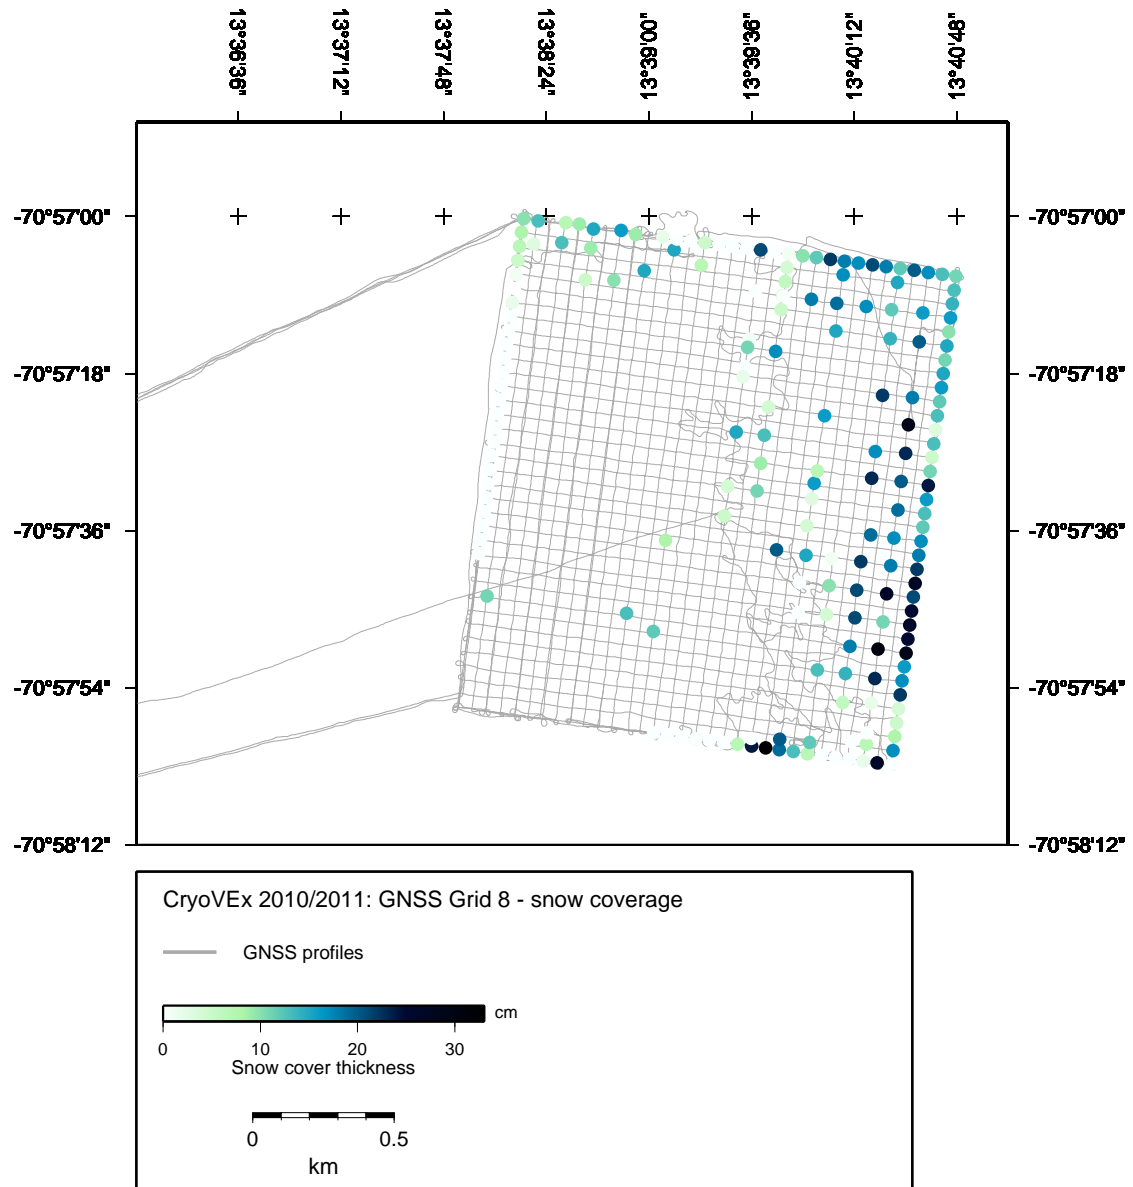 13°36'36" 13°37'12" 13°37'48" 13°38'24" 13°39'00" 13°39'36" 13°40'12" 13°40'48"
-70°57'00" -70°57'00"
-70°57'18" -70°57'18"
-70°57'36" -70°57'36"
-70°57'54" -70°57'54"
-70°58'12" -70°58'12"
CryoVEx 2010/2011: GNSS Grid 8 - snow coverage
GNSS profiles
cm
0 10 20 30
Snow cover thickness
0 0.5
km